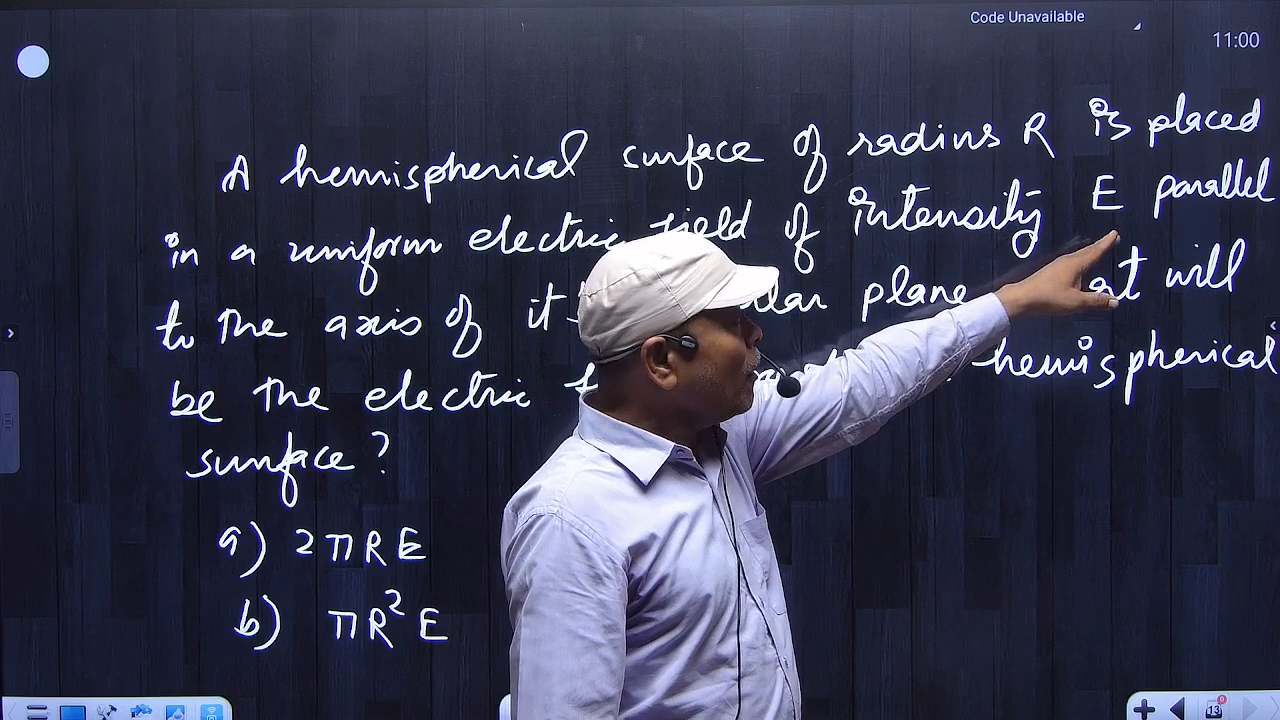 Code Unavailable
11:00
A hemispherical surface of radius R is placed
in a uniform electric field of intensity E parallel
to the axis of it plane at will
be the electric hemispherical
surface?
a) 2πRE
b) πR²E
13